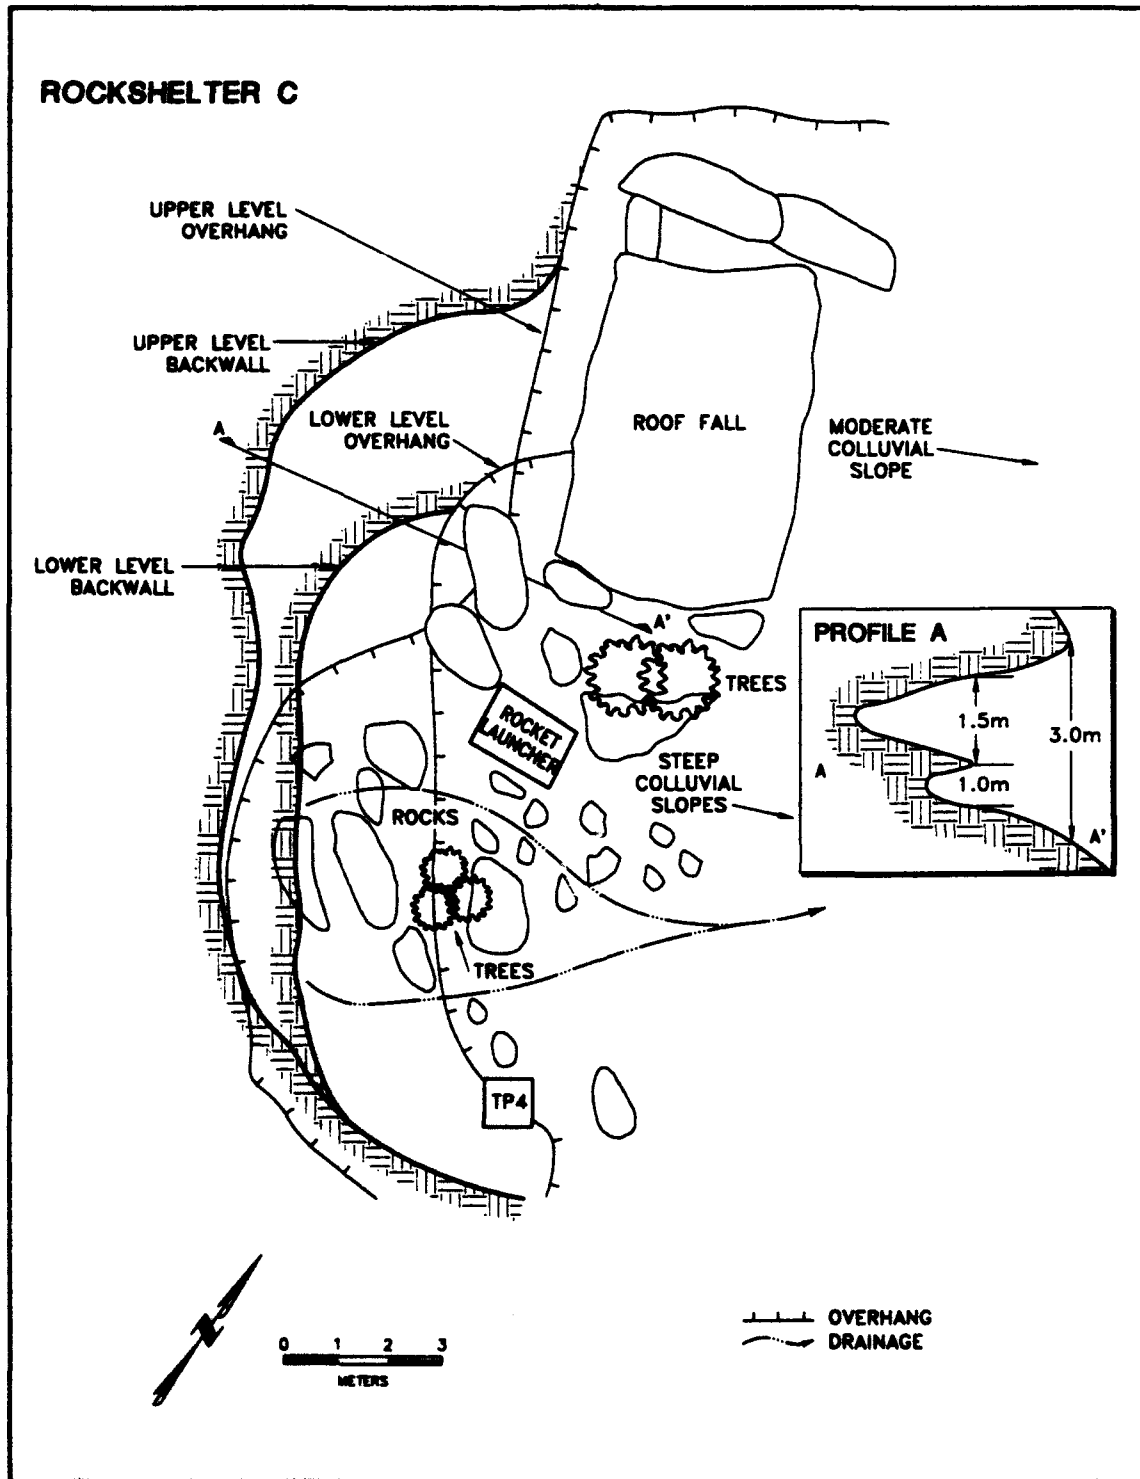 ROCKSHELTER C
UPPER LEVEL
OVERHANG
UPPER LEVEL
BACKWALL
A
LOWER LEVEL
OVERHANG
ROOF FALL
MODERATE
COLLUVIAL
SLOPE
LOWER LEVEL
BACKWALL
A'
TREES
ROCKET
LAUNCHER
STEEP
COLLUVIAL
SLOPES
ROCKS
TREES
TP4
PROFILE A
1.5m
3.0m
1.0m
A
A'
N
0 1 2 3
METERS
OVERHANG
DRAINAGE